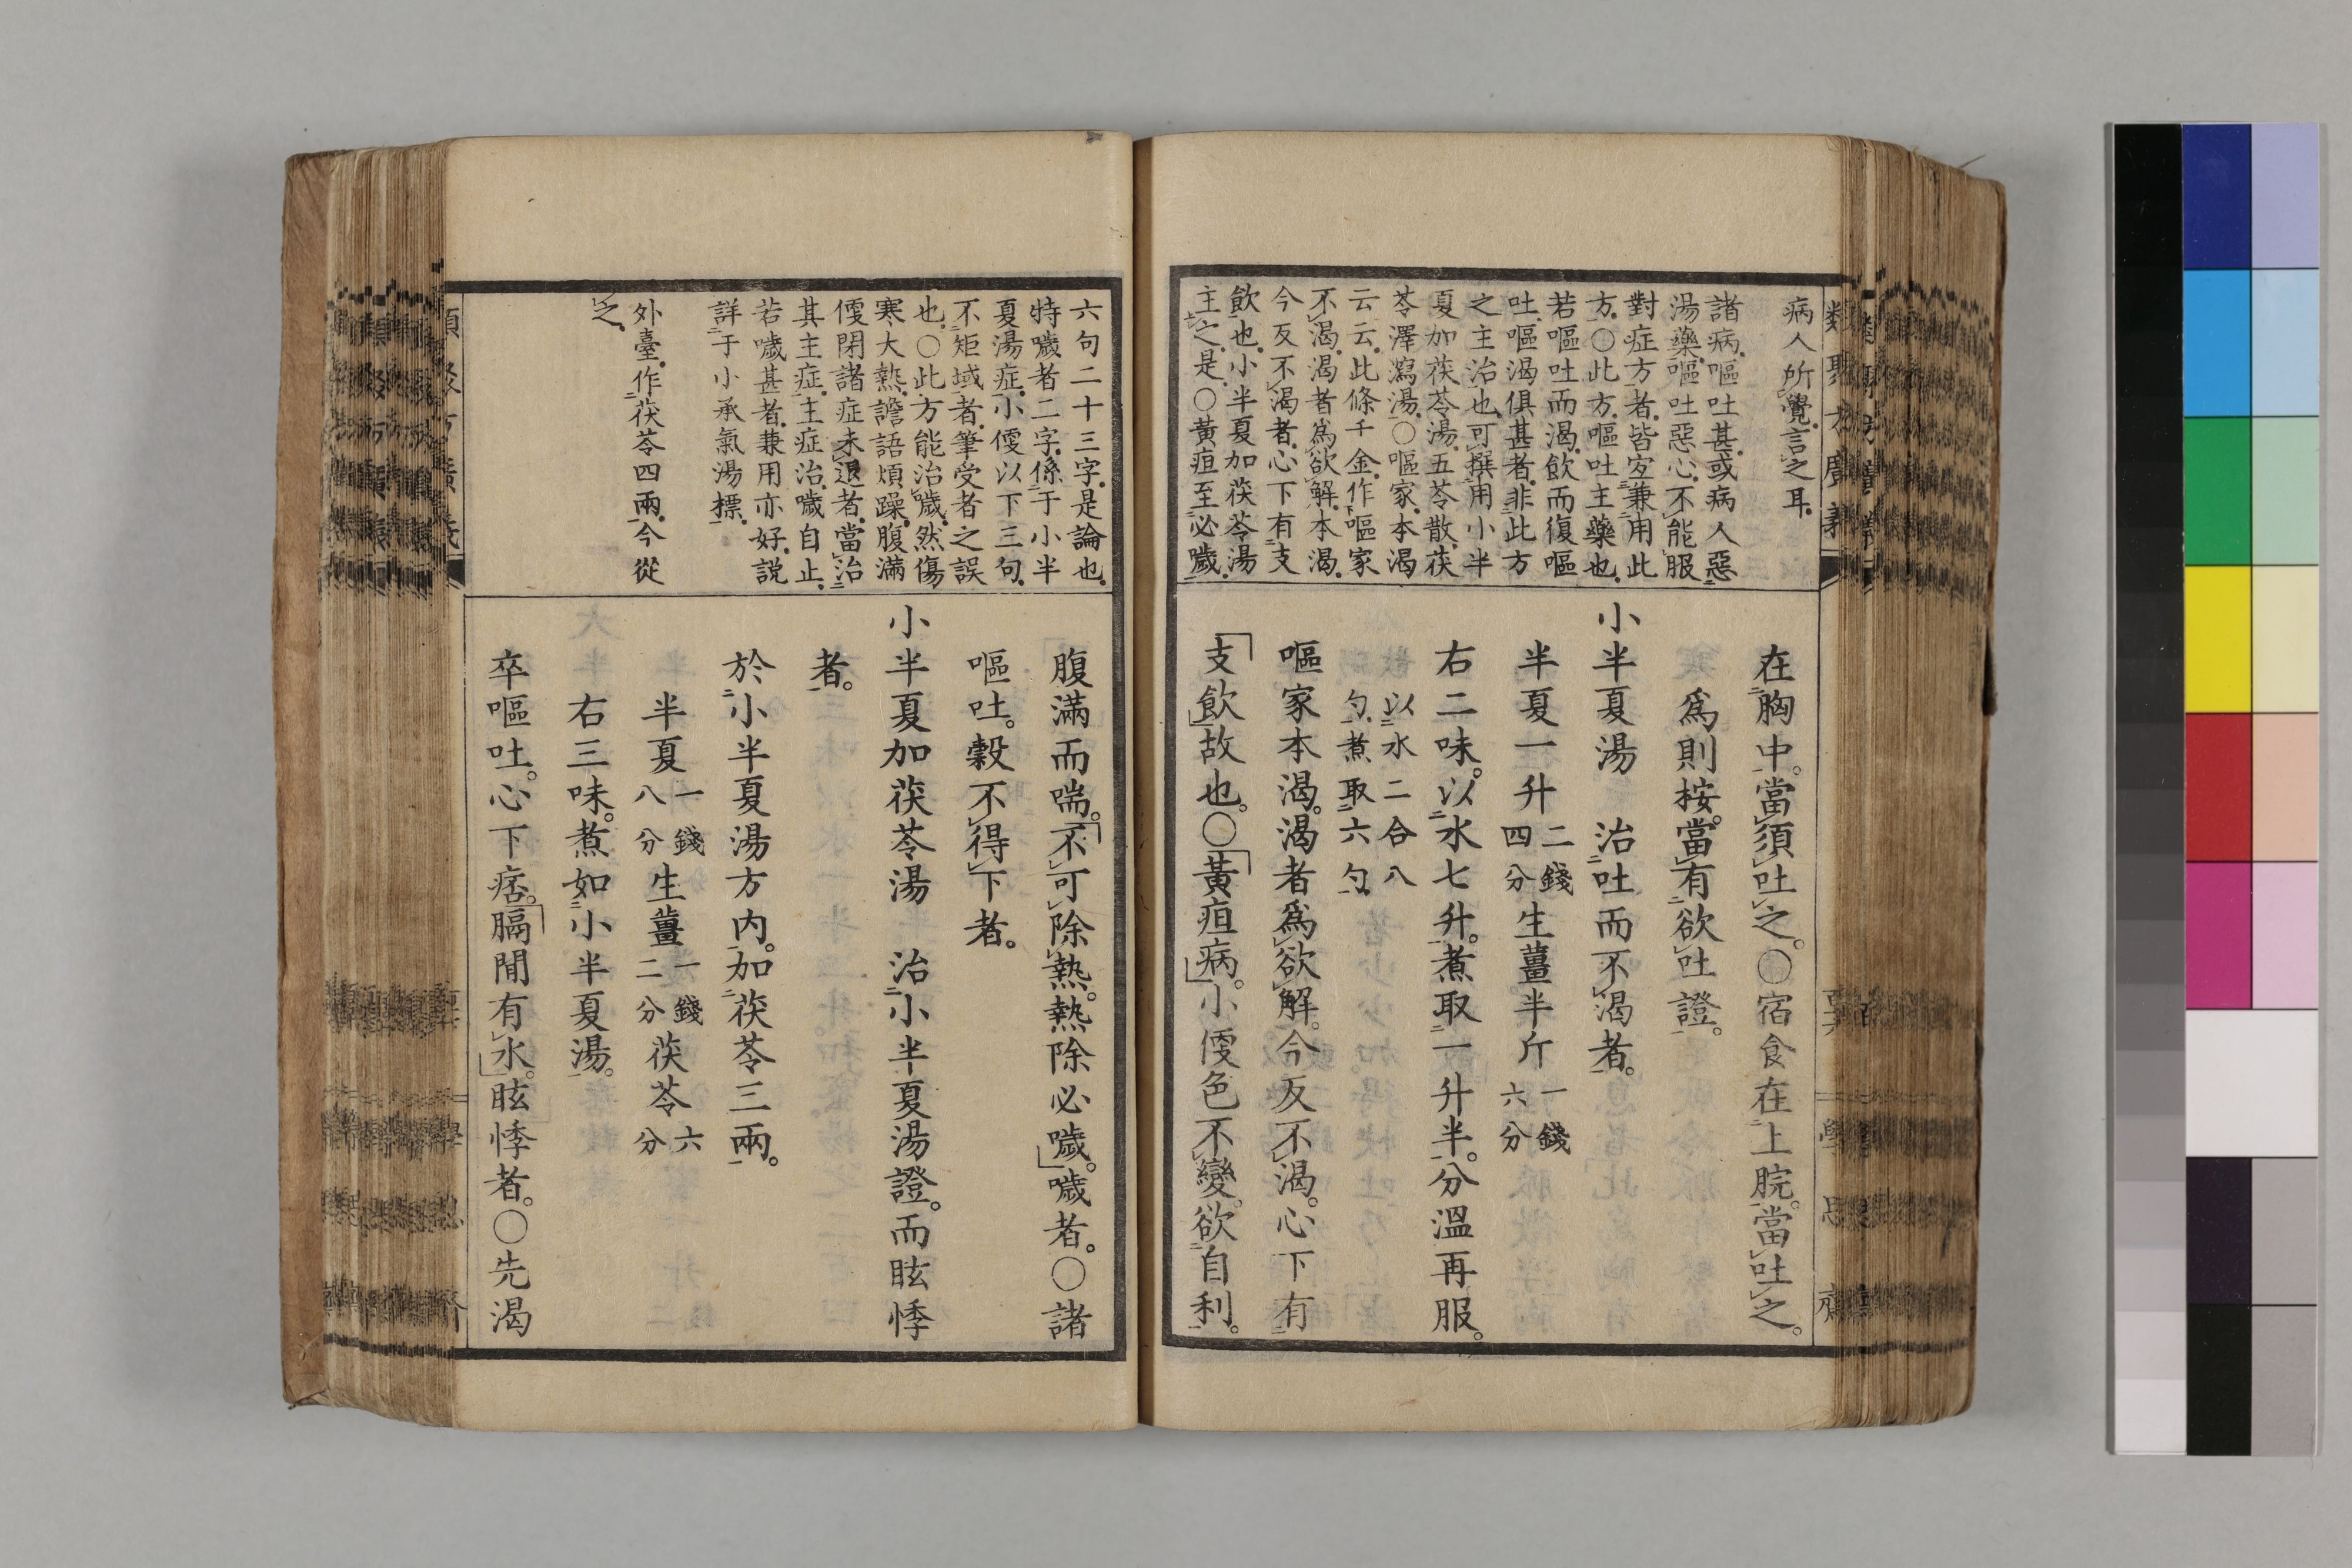 病人所覺言之耳
諸病嘔吐甚或病人惡
湯藥嘔吐惡心不能服
對症方者皆宜兼用此
方○此方嘔吐主藥也
若嘔吐而渴飲而復嘔
吐嘔渴俱甚者非此方
之主治也可撰用小半
夏加茯苓湯五苓散茯
苓澤瀉湯○嘔家本渴
云云此條千金作嘔家
不渴渴者爲欲解本渴
今反不渴者心下有支
飲也小半夏加茯苓湯
主之是○黃疸至必噦
在胸中。當須吐之。○宿食在上脘。當吐之。
爲則按。當有欲吐證。
小半夏湯 治吐而不渴者。
半夏一升二錢四分生薑半斤一錢六分
右二味。以水七升。煮取一升半。分溫再服。
以水二合八
勺煮取六勺
嘔家本渴。渴者爲欲解。今反不渴。心下有
「支飲」故也。○「黃疸病」。小便色不變。欲自利。
六句二十三字是論也
特噦者二字係于小半
夏湯症小便以下三句
不矩域者筆受者之誤
也○此方能治噦然傷
寒大熱譫語煩躁腹滿
便閉諸症未退者當治
其主症主症治噦自止
若噦甚者兼用亦好説
詳于小承氣湯標
外臺作茯苓四兩今從
之
腹滿而喘。「不可除熱。熱除必噦」。噦者。○諸
嘔吐。穀不得下者。
小半夏加茯苓湯 治小半夏湯證。而眩悸
者。
於小半夏湯方內。加茯苓三兩。
半夏一錢八分生薑一錢二分茯苓六分
右三味。煮如小半夏湯。
卒嘔吐。心下痞。「膈間有水」。眩悸者。○先渴